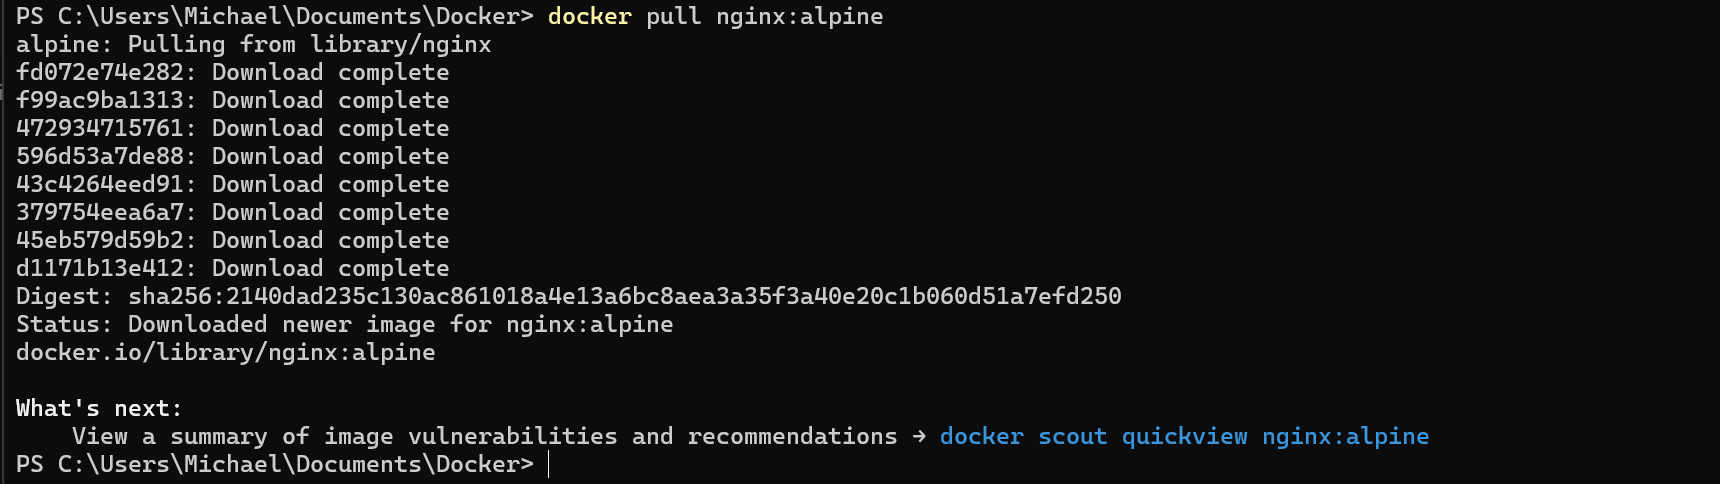 PS C:\Users\Michael\Documents\Docker> docker pull nginx:alpine
alpine: Pulling from library/nginx
fd072e74e282: Download complete
f99ac9ba1313: Download complete
472934715761: Download complete
596d53a7de88: Download complete
43c4264eed91: Download complete
379754eea6a7: Download complete
45eb579d59b2: Download complete
d1171b13e412: Download complete
Digest: sha256:2140dad235c130ac861018a4e13a6bc8aea3a35f3a40e20c1b060d51a7efd250
Status: Downloaded newer image for nginx:alpine
docker.io/library/nginx:alpine
What's next:
    View a summary of image vulnerabilities and recommendations → docker scout quickview nginx:alpine
PS C:\Users\Michael\Documents\Docker>